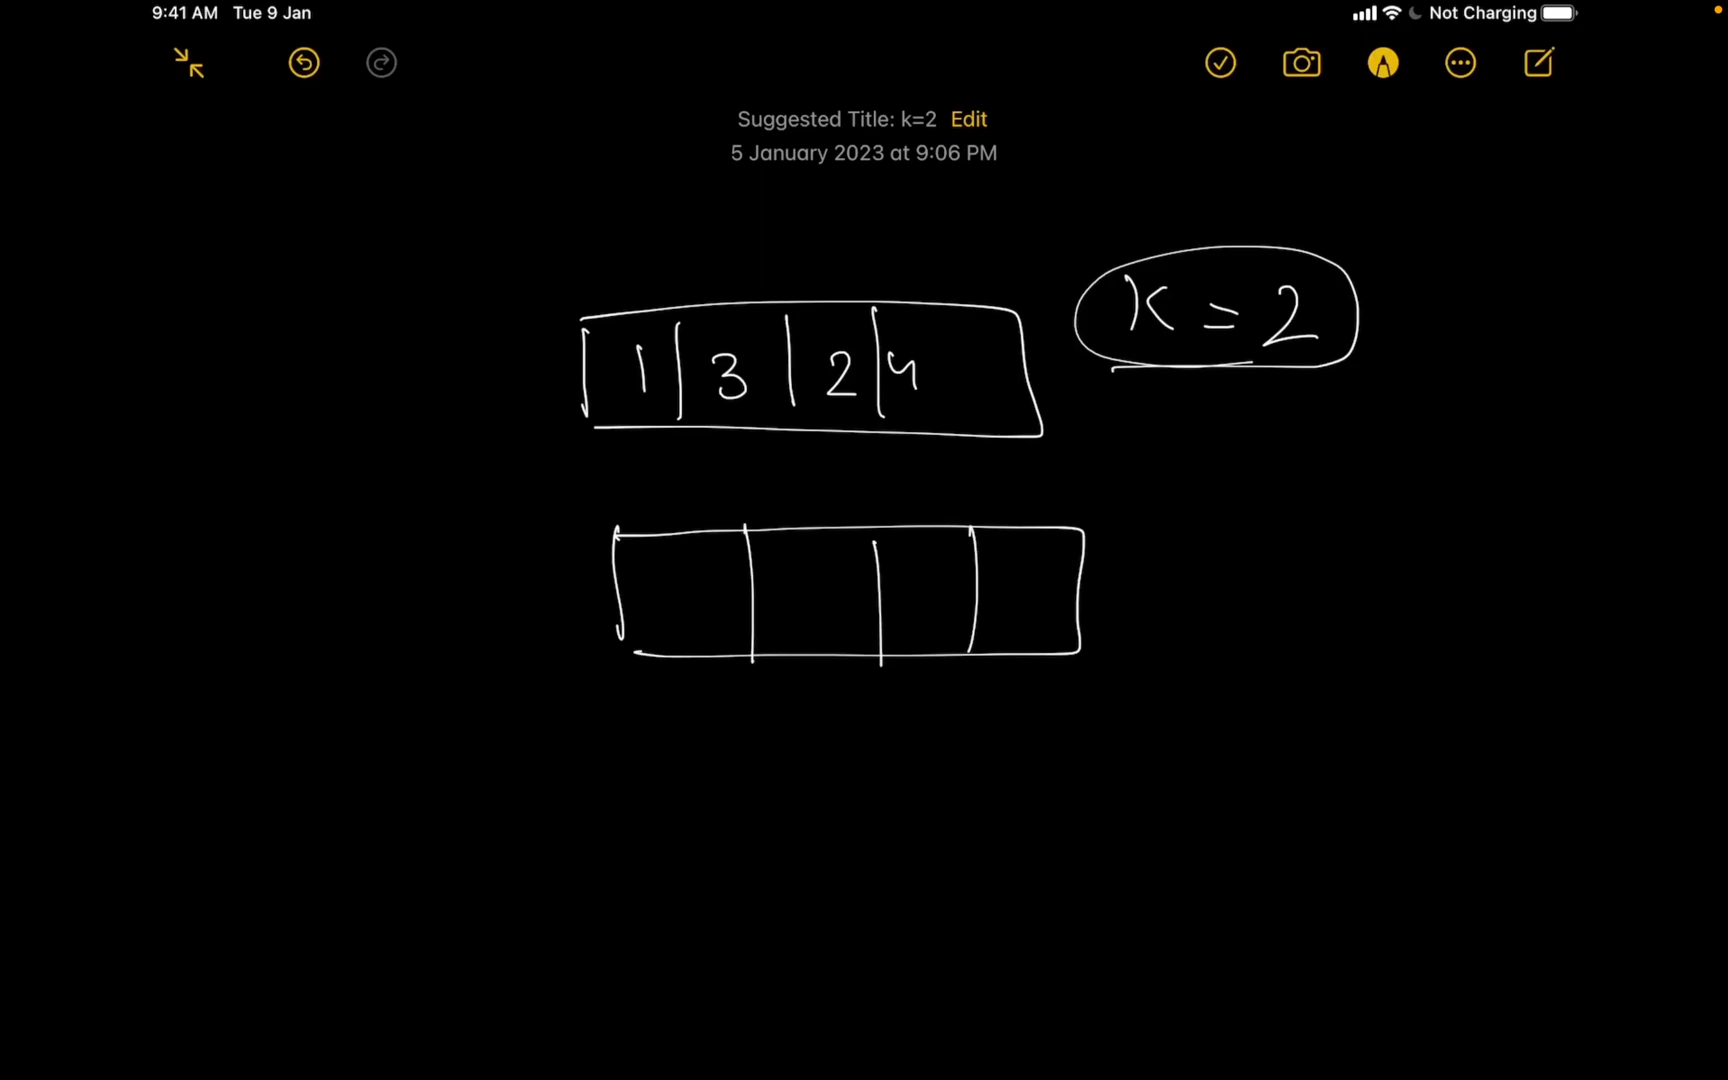 9:41 AM Tue 9 Jan Not Charging
Suggested Title: k=2 Edit
5 January 2023 at 9:06 PM
K = 2
1 3 2 4